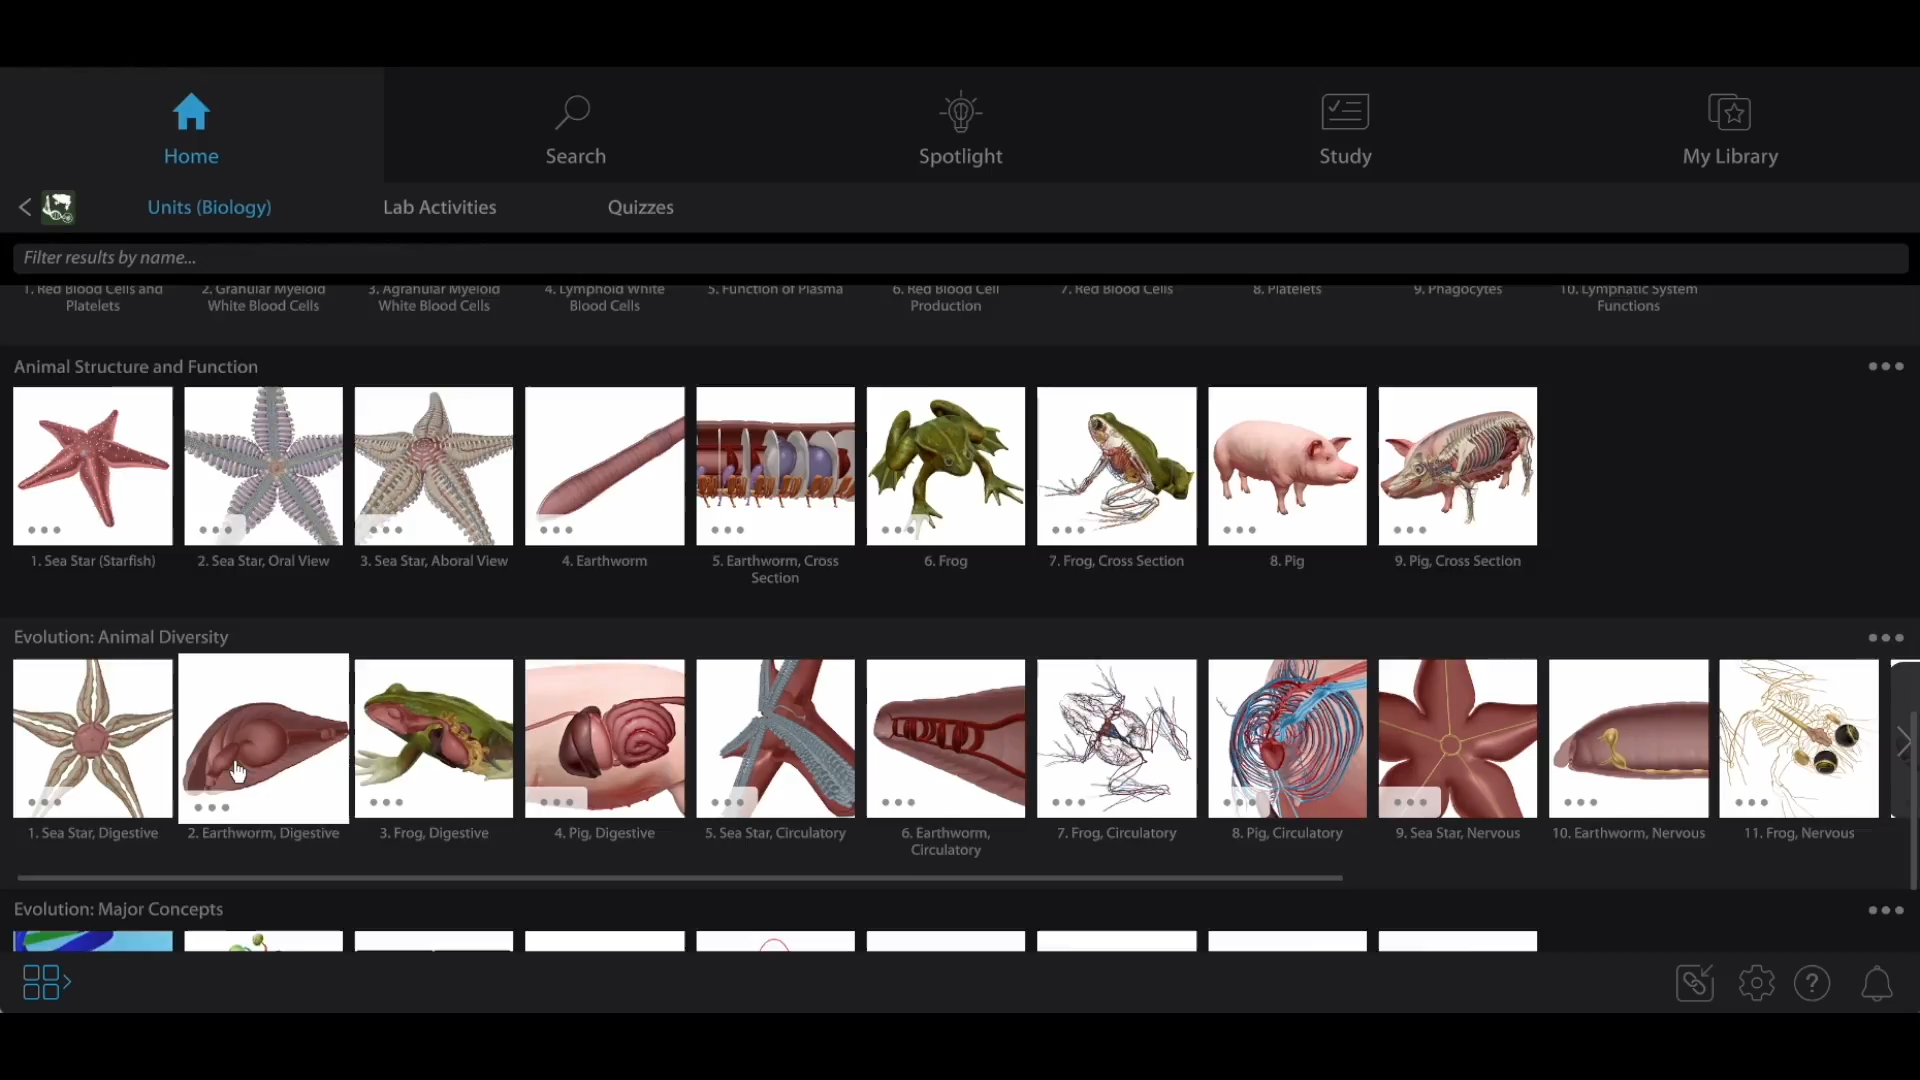 Home
Search
Spotlight
Study
My Library
Units (Biology)
Lab Activities
Quizzes
Filter results by name...
1. Red Blood Cells and
Platelets
2. Granular Myeloid
White Blood Cells
3. Agranular Myeloid
White Blood Cells
4. Lymphoid White
Blood Cells
5. Function of Plasma
6. Red Blood Cell
Production
7. Red Blood Cells
8. Platelets
9. Phagocytes
10. Lymphatic System
Functions
Animal Structure and Function
1. Sea Star (Starfish)
2. Sea Star, Oral View
3. Sea Star, Aboral View
4. Earthworm
5. Earthworm, Cross
Section
6. Frog
7. Frog, Cross Section
8. Pig
9. Pig, Cross Section
Evolution: Animal Diversity
1. Sea Star, Digestive
2. Earthworm, Digestive
3. Frog, Digestive
4. Pig, Digestive
5. Sea Star, Circulatory
6. Earthworm,
Circulatory
7. Frog, Circulatory
8. Pig, Circulatory
9. Sea Star, Nervous
10. Earthworm, Nervous
11. Frog, Nervous
Evolution: Major Concepts